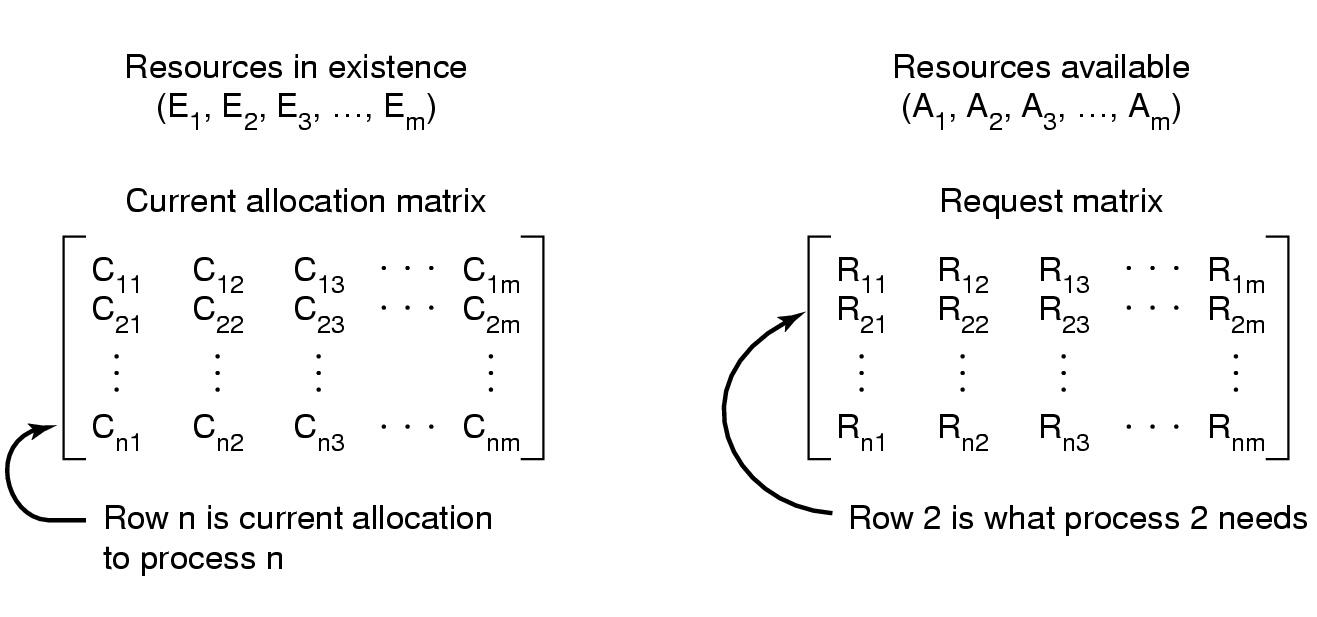 Resources in existence
(E₁, E₂, E₃, …, Eₘ)
Resources available
(A₁, A₂, A₃, …, Aₘ)
Current allocation matrix
C₁₁ C₁₂ C₁₃ · · · C₁ₘ
C₂₁ C₂₂ C₂₃ · · · C₂ₘ
Cₙ₁ Cₙ₂ Cₙ₃ · · · Cₙₘ
Row n is current allocation
to process n
Request matrix
R₁₁ R₁₂ R₁₃ · · · R₁ₘ
R₂₁ R₂₂ R₂₃ · · · R₂ₘ
Rₙ₁ Rₙ₂ Rₙ₃ · · · Rₙₘ
Row 2 is what process 2 needs